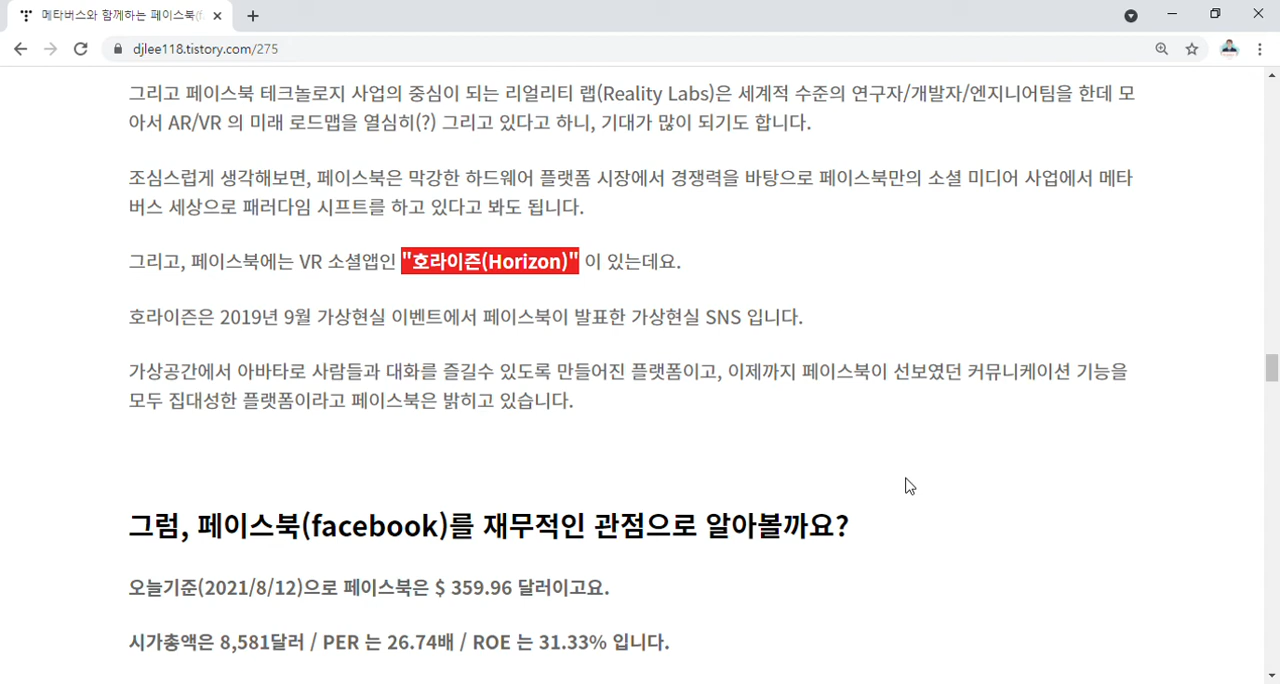 메타버스와 함께하는 페이스북(f
djlee118.tistory.com/275
그리고 페이스북 테크놀로지 사업의 중심이 되는 리얼리티 랩(Reality Labs)은 세계적 수준의 연구자/개발자/엔지니어팀을 한데 모
아서 AR/VR 의 미래 로드맵을 열심히(?) 그리고 있다고 하니, 기대가 많이 되기도 합니다.
조심스럽게 생각해보면, 페이스북은 막강한 하드웨어 플랫폼 시장에서 경쟁력을 바탕으로 페이스북만의 소셜 미디어 사업에서 메타
버스 세상으로 패러다임 시프트를 하고 있다고 봐도 됩니다.
그리고, 페이스북에는 VR 소셜앱인 "호라이즌(Horizon)" 이 있는데요.
호라이즌은 2019년 9월 가상현실 이벤트에서 페이스북이 발표한 가상현실 SNS 입니다.
가상공간에서 아바타로 사람들과 대화를 즐길수 있도록 만들어진 플랫폼이고, 이제까지 페이스북이 선보였던 커뮤니케이션 기능을
모두 집대성한 플랫폼이라고 페이스북은 밝히고 있습니다.
그럼, 페이스북(facebook)를 재무적인 관점으로 알아볼까요?
오늘기준(2021/8/12)으로 페이스북은 $ 359.96 달러이고요.
시가총액은 8,581달러 / PER 는 26.74배 / ROE 는 31.33% 입니다.